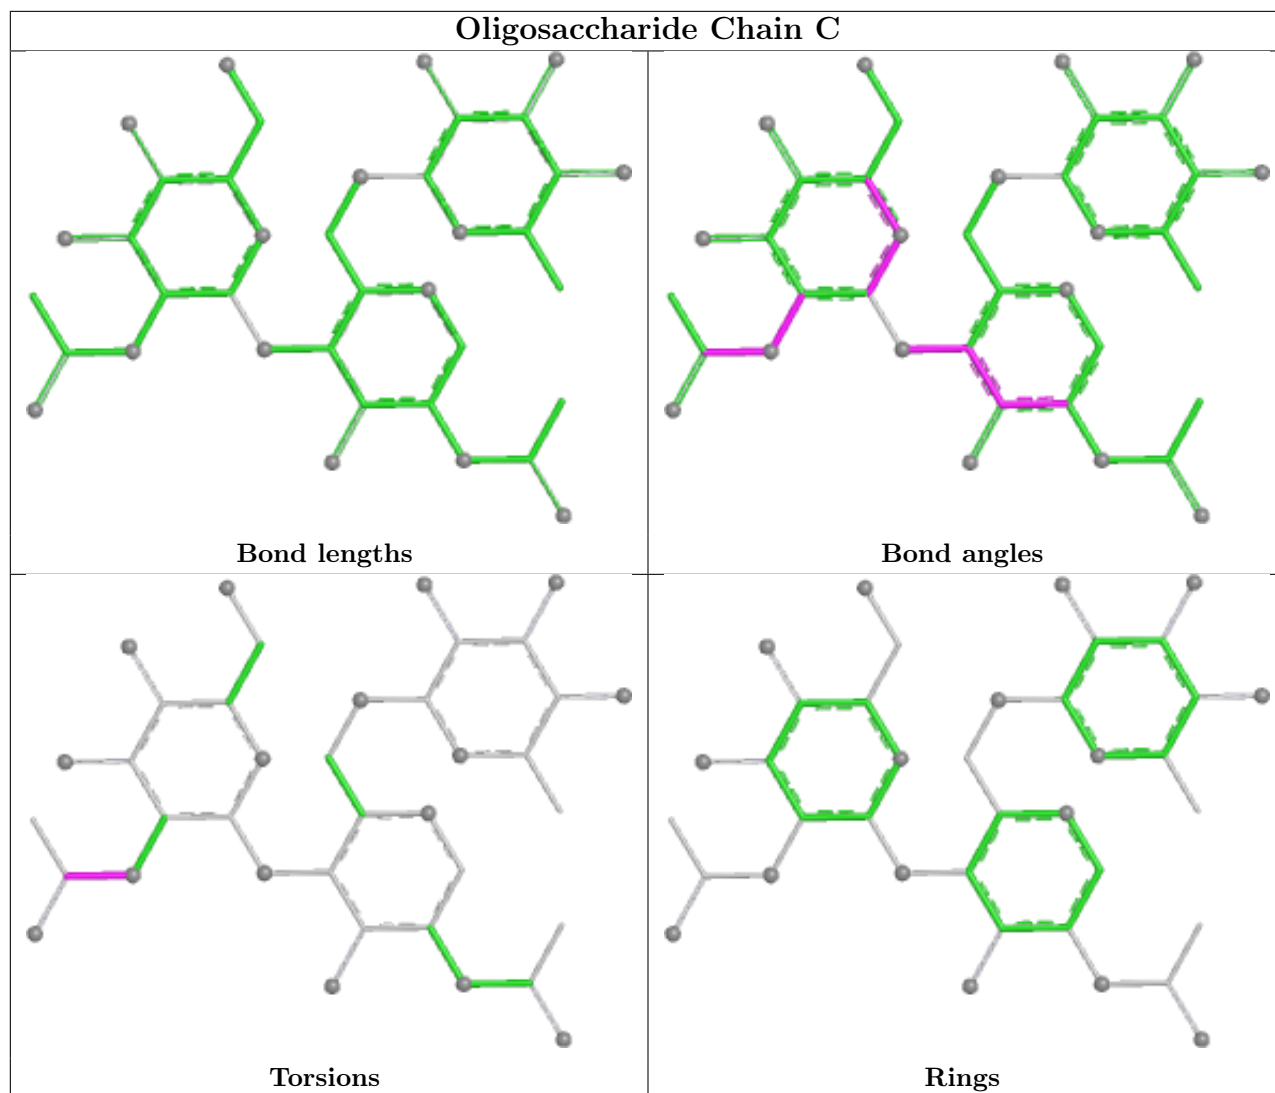 Oligosaccharide Chain C
Bond lengths
Bond angles
Torsions
Rings